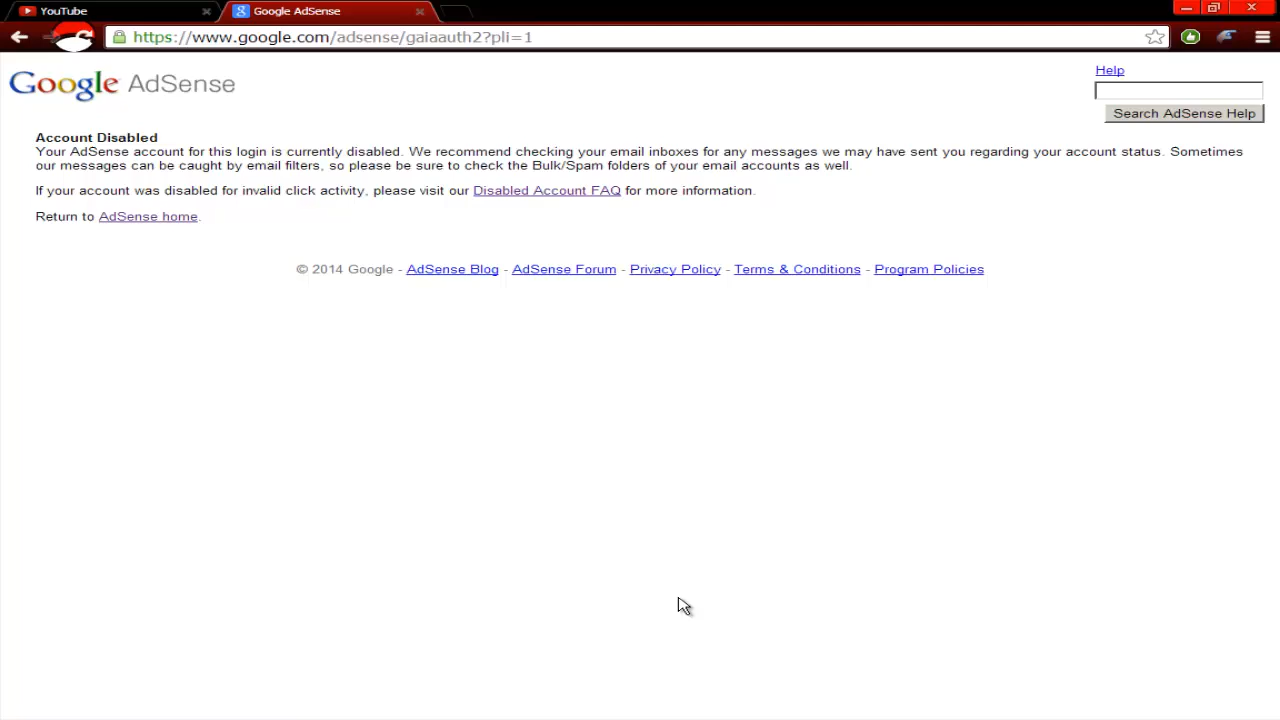 YouTube
Google AdSense
https://www.google.com/adsense/gaiaauth2?pli=1
Google AdSense
Help
Search AdSense Help
Account Disabled
Your AdSense account for this login is currently disabled. We recommend checking your email inboxes for any messages we may have sent you regarding your account status. Sometimes
our messages can be caught by email filters, so please be sure to check the Bulk/Spam folders of your email accounts as well.
If your account was disabled for invalid click activity, please visit our Disabled Account FAQ for more information.
Return to AdSense home.
© 2014 Google - AdSense Blog - AdSense Forum - Privacy Policy - Terms & Conditions - Program Policies